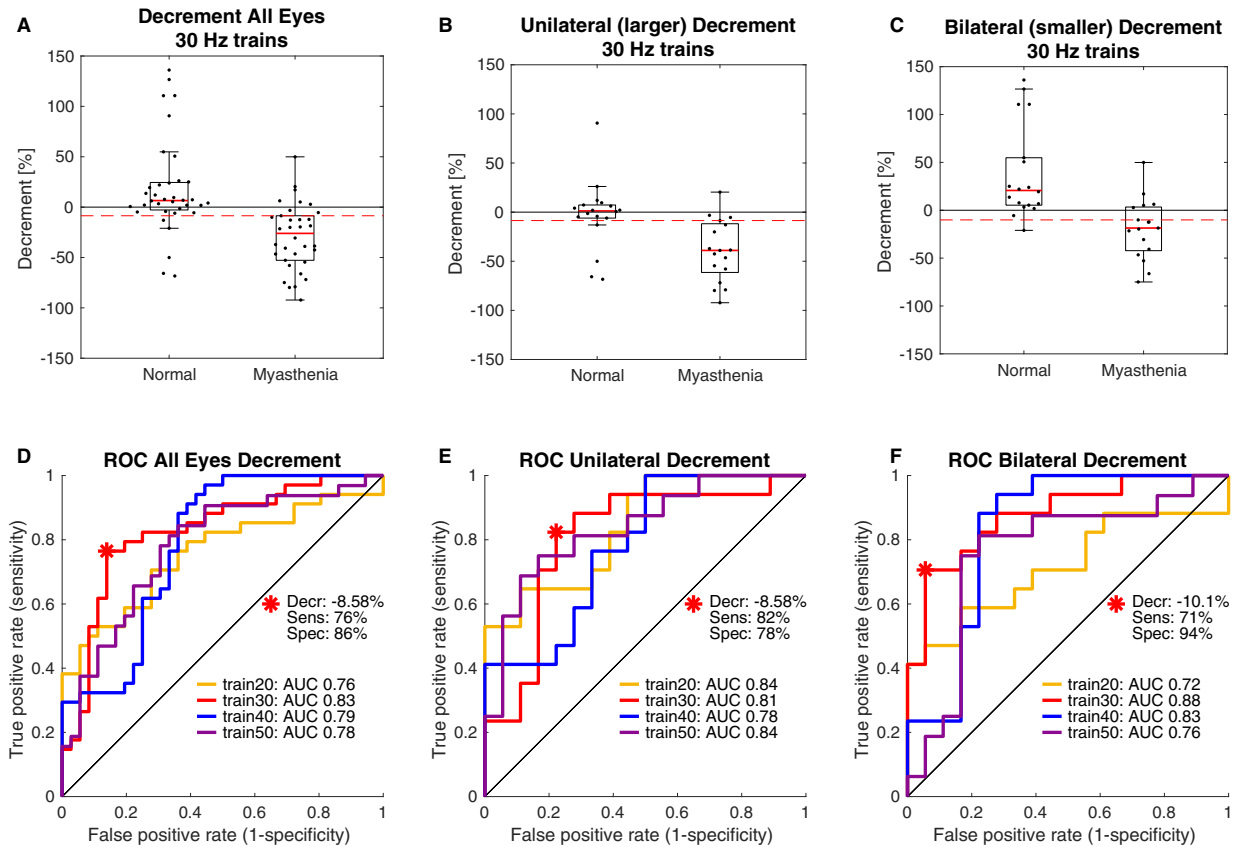 A
Decrement All Eyes
30 Hz trains
Decrement [%]
150
100
50
0
-50
-100
-150
Normal
Myasthenia
B
Unilateral (larger) Decrement
30 Hz trains
Decrement [%]
150
100
50
0
-50
-100
-150
Normal
Myasthenia
C
Bilateral (smaller) Decrement
30 Hz trains
Decrement [%]
150
100
50
0
-50
-100
-150
Normal
Myasthenia
D
ROC All Eyes Decrement
True positive rate (sensitivity)
1
0.8
0.6
0.4
0.2
0
Decr: -8.58%
Sens: 76%
Spec: 86%
train20: AUC 0.76
train30: AUC 0.83
train40: AUC 0.79
train50: AUC 0.78
0 0.2 0.4 0.6 0.8 1
False positive rate (1-specificity)
E
ROC Unilateral Decrement
True positive rate (sensitivity)
1
0.8
0.6
0.4
0.2
0
Decr: -8.58%
Sens: 82%
Spec: 78%
train20: AUC 0.84
train30: AUC 0.81
train40: AUC 0.78
train50: AUC 0.84
0 0.2 0.4 0.6 0.8 1
False positive rate (1-specificity)
F
ROC Bilateral Decrement
True positive rate (sensitivity)
1
0.8
0.6
0.4
0.2
0
Decr: -10.1%
Sens: 71%
Spec: 94%
train20: AUC 0.72
train30: AUC 0.88
train40: AUC 0.83
train50: AUC 0.76
0 0.2 0.4 0.6 0.8 1
False positive rate (1-specificity)